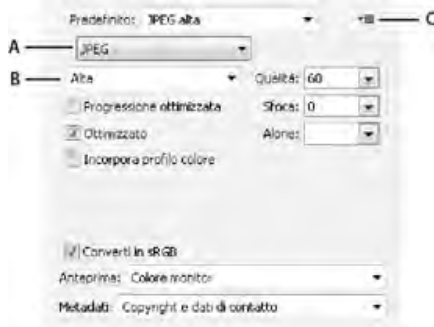 Predefinito: JPEG alta C
A JPEG
B Alta Qualità: 60
Progressione ottimizzata Sfoca: 0
Ottimizzato Alone:
Incorpora profilo colore
Converti in sRGB
Anteprima: Colore monitor
Metadati: Copyright e dati di contatto